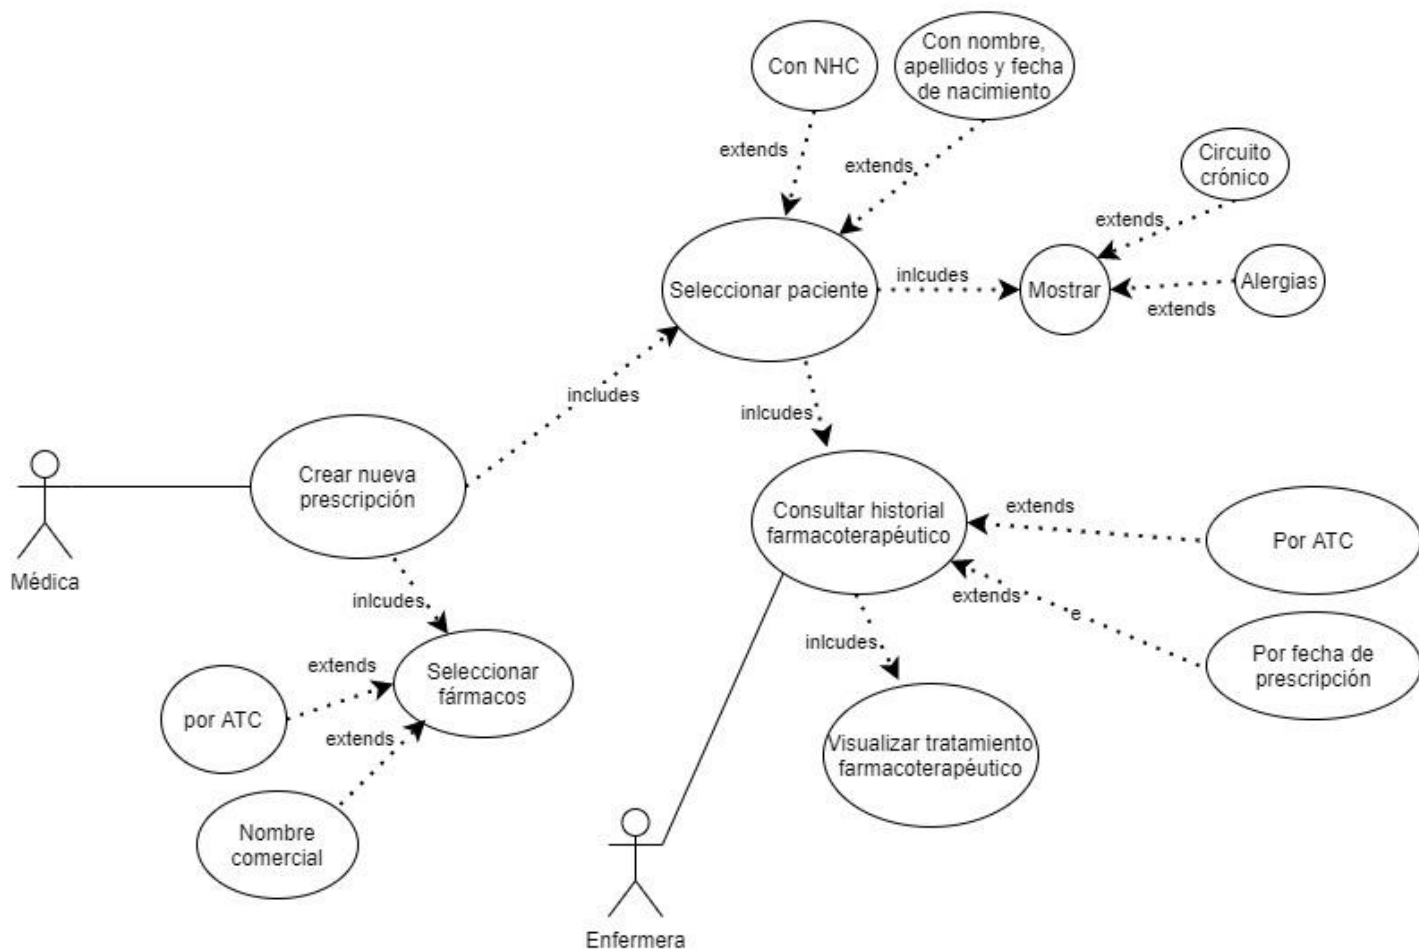 Con NHC
Con nombre,
apellidos y fecha
de nacimiento
extends
extends
Circuito
crónico
extends
Seleccionar paciente
inlcudes
Mostrar
Alergias
extends
includes
inlcudes
Crear nueva
prescripción
Médica
inlcudes
Consultar historial
farmacoterapéutico
extends
Por ATC
extends
e
Por fecha de
prescripción
inlcudes
extends
Seleccionar
fármacos
por ATC
extends
Visualizar tratamiento
farmacoterapéutico
Nombre
comercial
Enfermera